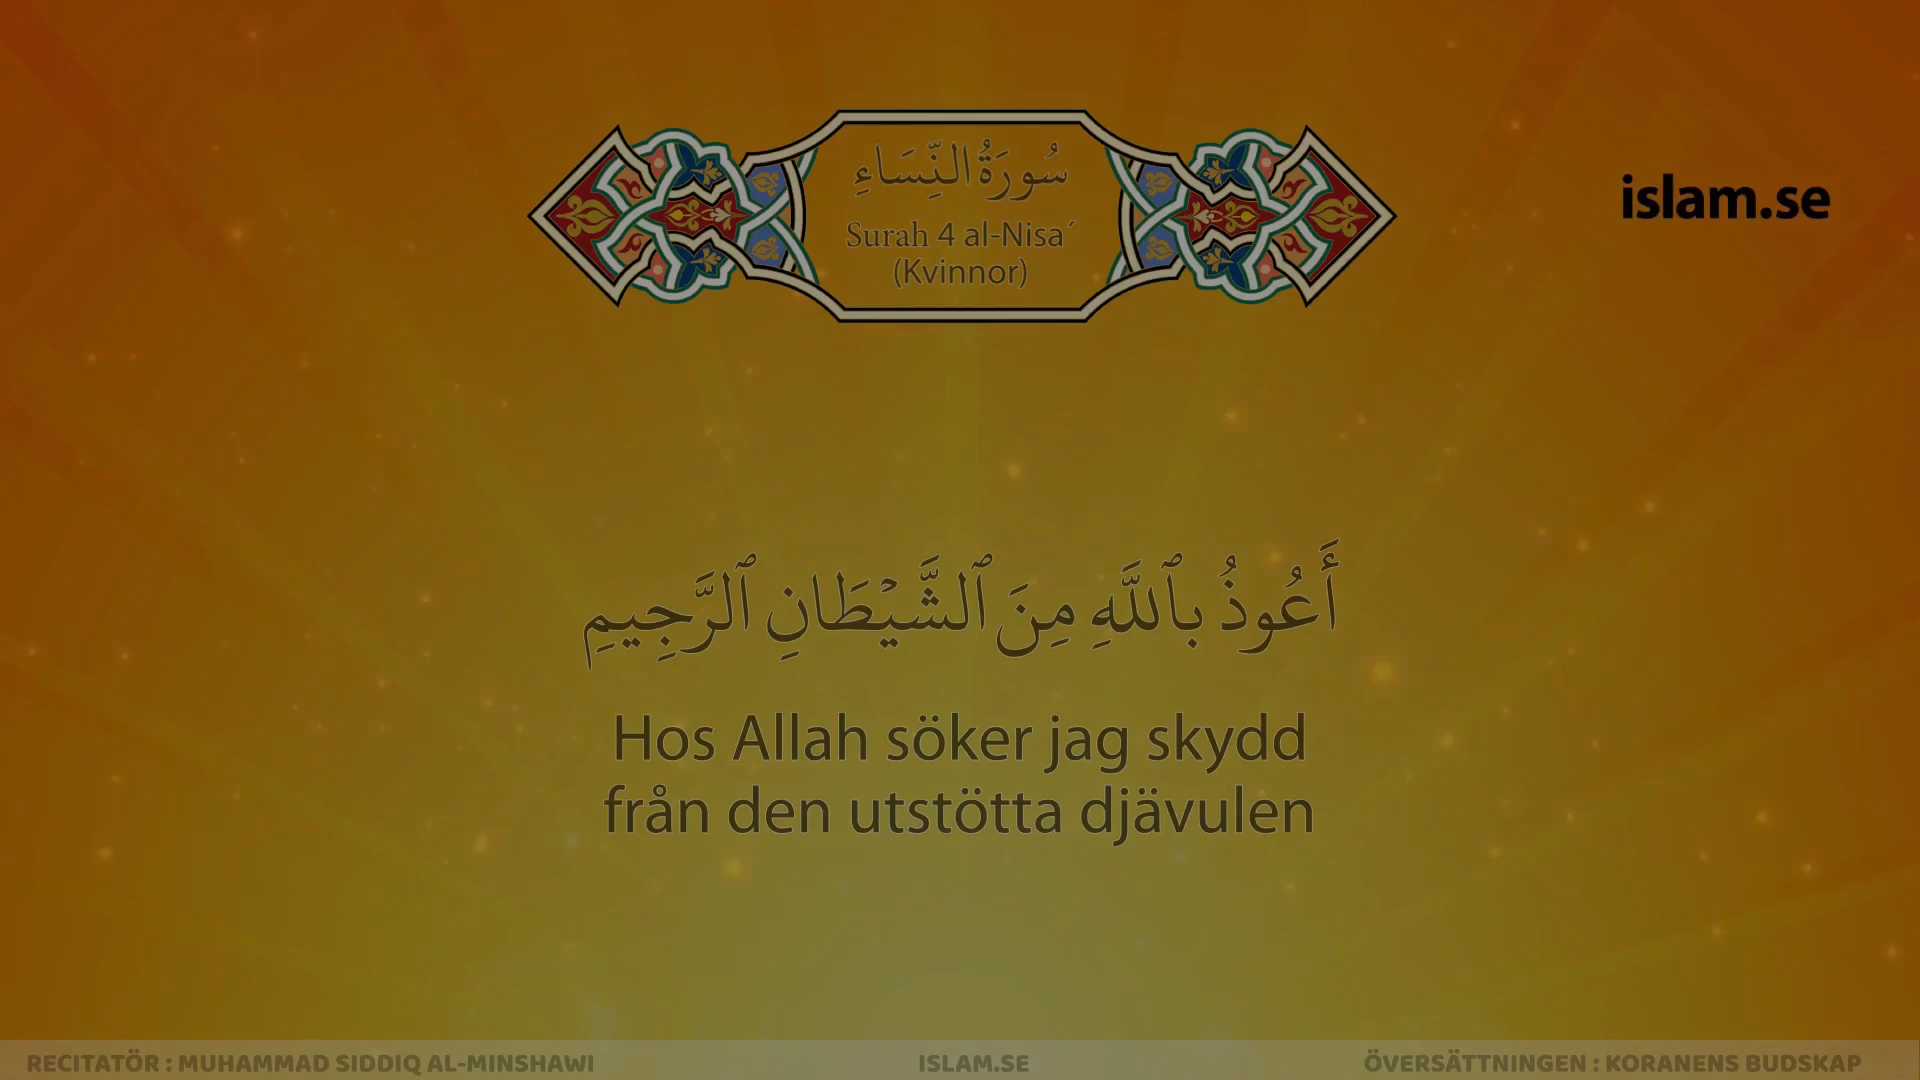 سُورَةُ النِّسَاءِ
Surah 4 al-Nisa´
(Kvinnor)
islam.se
أَعُوذُ بِٱللَّهِ مِنَ ٱلشَّيْطَانِ ٱلرَّجِيمِ
Hos Allah söker jag skydd
från den utstötta djävulen
RECITATÖR : MUHAMMAD SIDDIQ AL-MINSHAWI
ISLAM.SE
ÖVERSÄTTNINGEN : KORANENS BUDSKAP